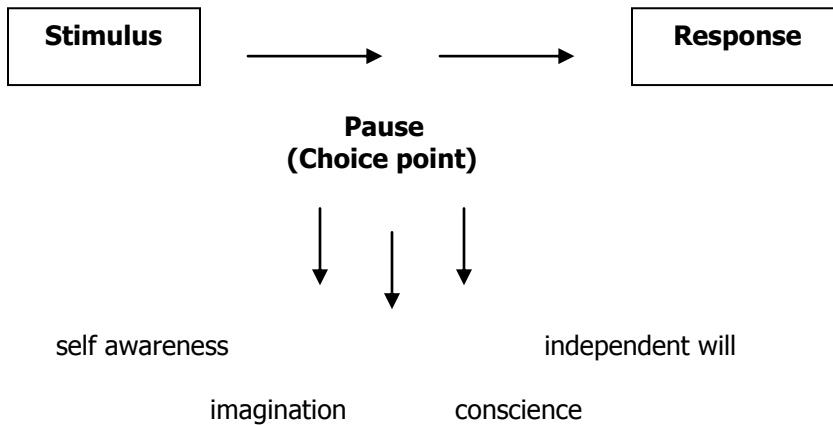 Stimulus
Response
Pause
(Choice point)
self awareness
independent will
imagination
conscience